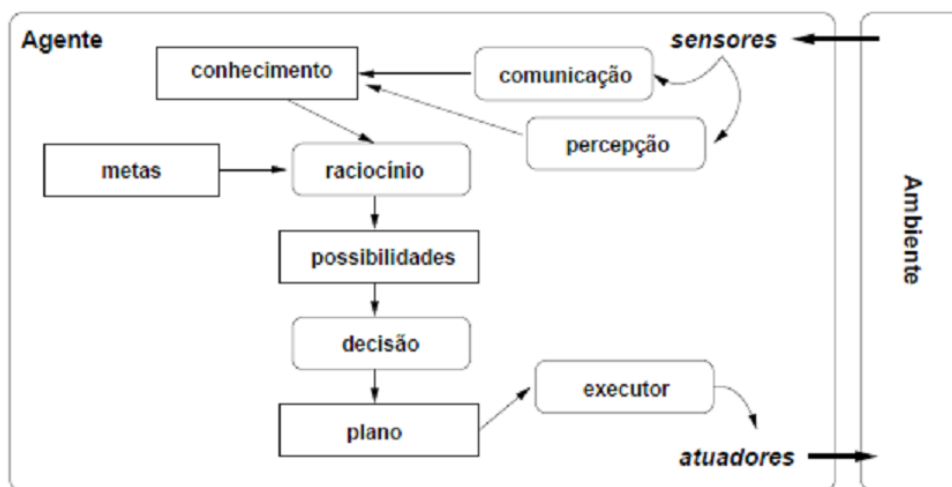 Agente
sensores
conhecimento
comunicação
percepção
metas
raciocínio
possibilidades
decisão
executor
plano
atuadores
Ambiente